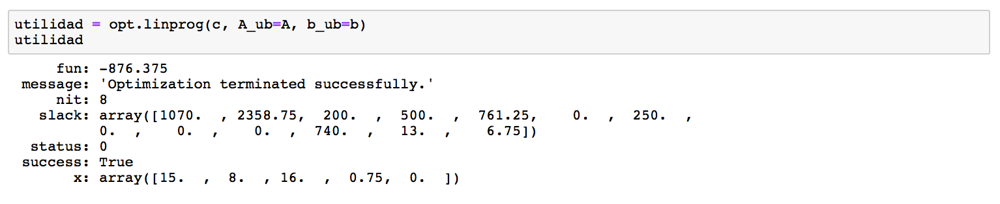 utilidad = opt.linprog(c, A_ub=A, b_ub=b)
utilidad
fun: -876.375
message: 'Optimization terminated successfully.'
nit: 8
slack: array([1070. , 2358.75, 200. , 500. , 761.25, 0. , 250. ,
0. , 0. , 0. , 740. , 13. , 6.75])
status: 0
success: True
x: array([15. , 8. , 16. , 0.75, 0. ])